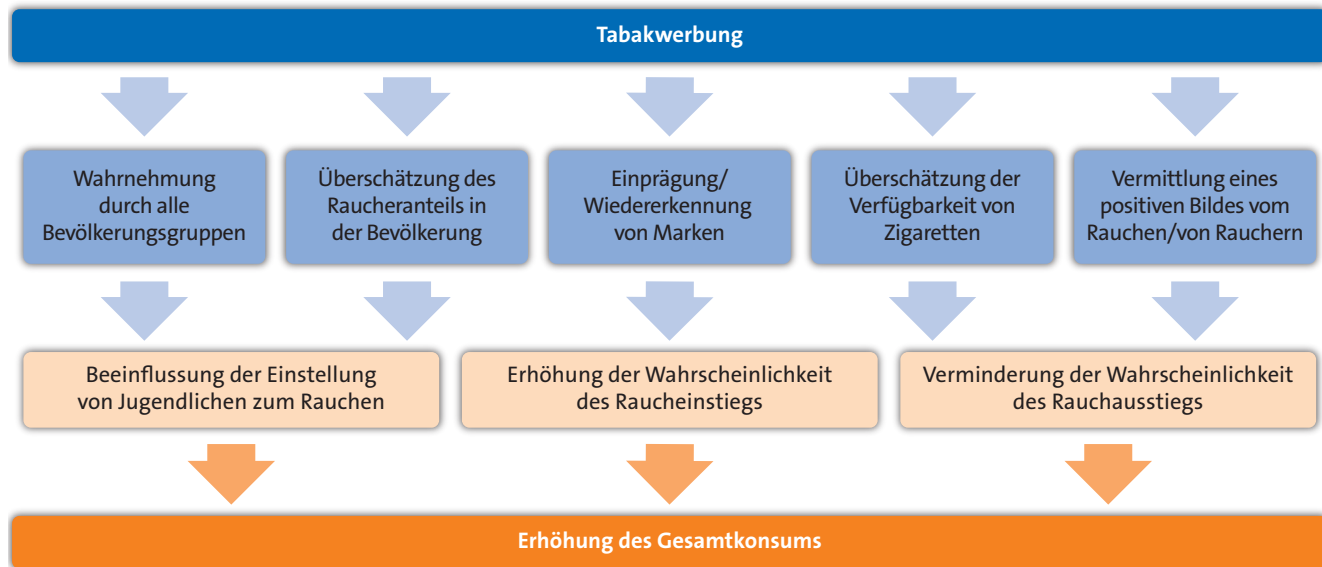 Tabakwerbung
Wahrnehmung
durch alle
Bevölkerungsgruppen
Überschätzung des
Raucheranteils in
der Bevölkerung
Einprägung/
Wiedererkennung
von Marken
Überschätzung der
Verfügbarkeit von
Zigaretten
Vermittlung eines
positiven Bildes vom
Rauchen/von Rauchern
Beeinflussung der Einstellung
von Jugendlichen zum Rauchen
Erhöhung der Wahrscheinlichkeit
des Raucheinstiegs
Verminderung der Wahrscheinlichkeit
des Rauchausstiegs
Erhöhung des Gesamtkonsums